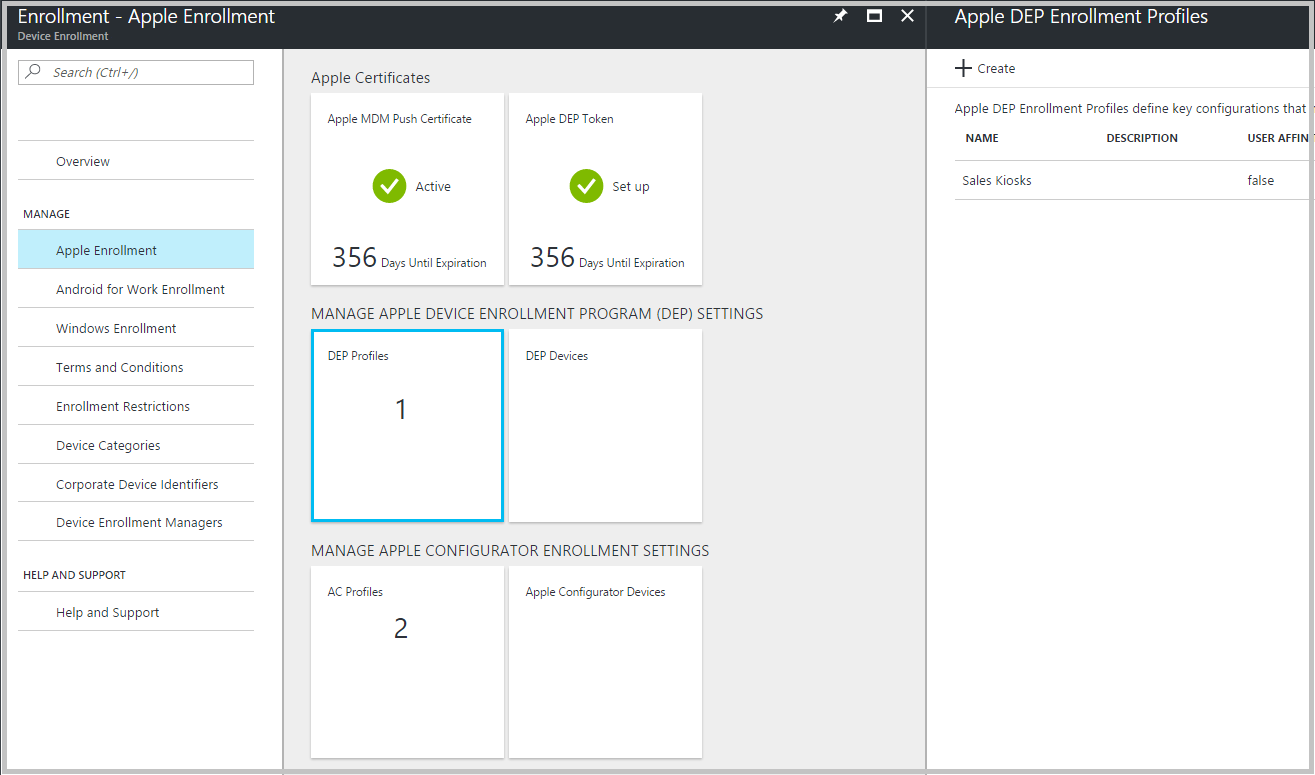 Enrollment - Apple Enrollment
Device Enrollment
Search (Ctrl+/)
Overview
MANAGE
Apple Enrollment
Android for Work Enrollment
Windows Enrollment
Terms and Conditions
Enrollment Restrictions
Device Categories
Corporate Device Identifiers
Device Enrollment Managers
HELP AND SUPPORT
Help and Support
Apple Certificates
Apple MDM Push Certificate
Active
356 Days Until Expiration
Apple DEP Token
Set up
356 Days Until Expiration
MANAGE APPLE DEVICE ENROLLMENT PROGRAM (DEP) SETTINGS
DEP Profiles
1
DEP Devices
MANAGE APPLE CONFIGURATOR ENROLLMENT SETTINGS
AC Profiles
2
Apple Configurator Devices
Apple DEP Enrollment Profiles
Create
Apple DEP Enrollment Profiles define key configurations that
NAME DESCRIPTION USER AFFIN
Sales Kiosks false